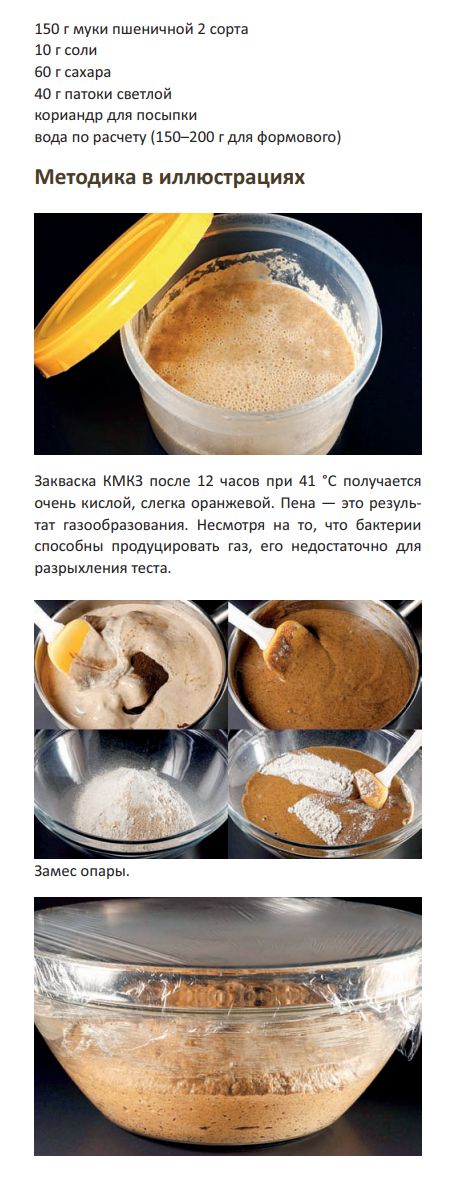 150 г муки пшеничной 2 сорта
10 г соли
60 г сахара
40 г патоки светлой
кориандр для посыпки
вода по расчету (150–200 г для формового)
Методика в иллюстрациях
Закваска КМКЗ после 12 часов при 41 °С получается
очень кислой, слегка оранжевой. Пена — это резуль-
тат газообразования. Несмотря на то, что бактерии
способны продуцировать газ, его недостаточно для
разрыхления теста.
Замес опары.